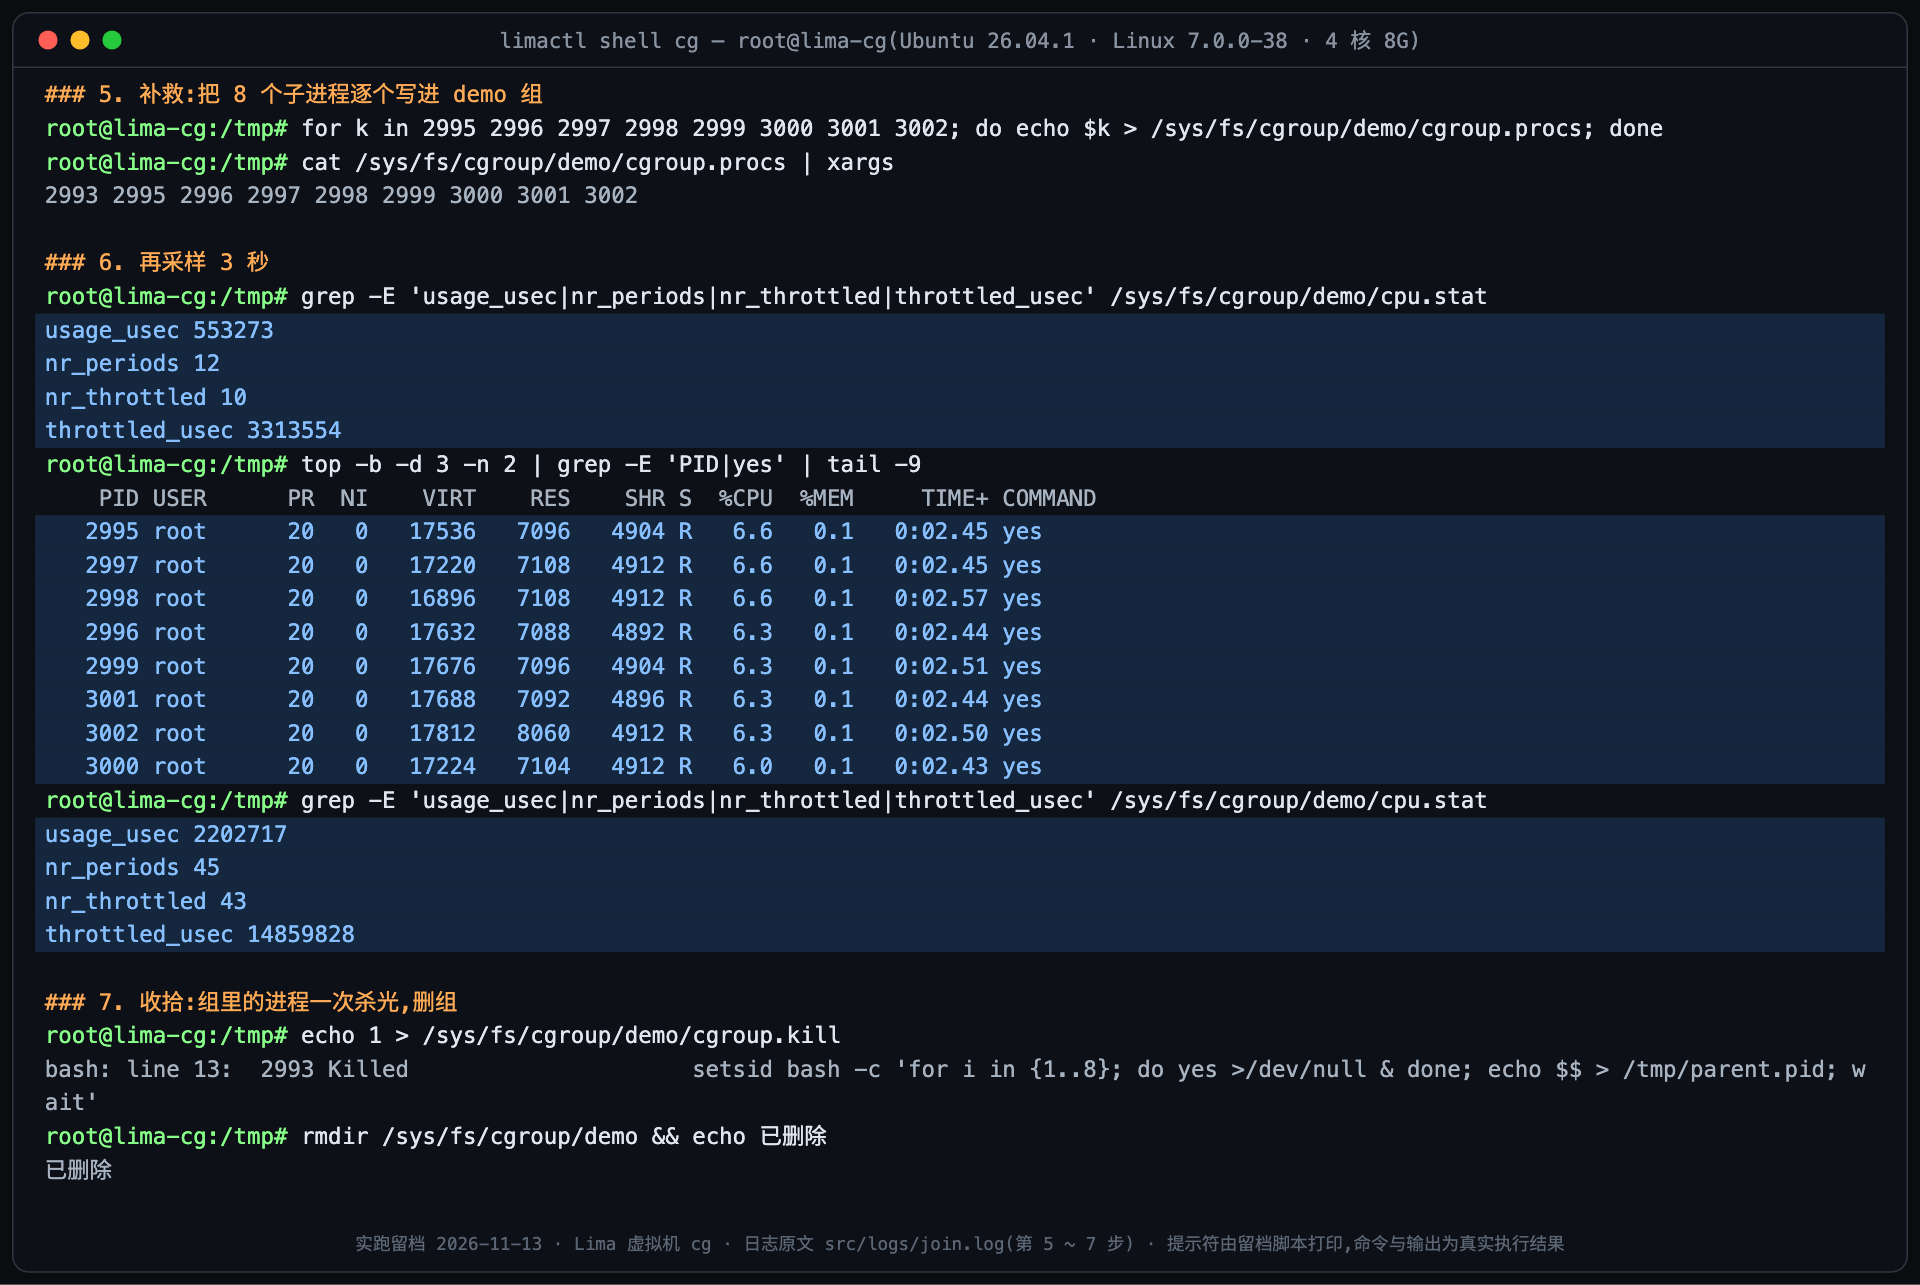 limactl shell cg — root@lima-cg(Ubuntu 26.04.1 · Linux 7.0.0-38 · 4 核 8G)
### 5. 补救:把 8 个子进程逐个写进 demo 组
root@lima-cg:/tmp# for k in 2995 2996 2997 2998 2999 3000 3001 3002; do echo $k > /sys/fs/cgroup/demo/cgroup.procs; done
root@lima-cg:/tmp# cat /sys/fs/cgroup/demo/cgroup.procs | xargs
2993 2995 2996 2997 2998 2999 3000 3001 3002
### 6. 再采样 3 秒
root@lima-cg:/tmp# grep -E 'usage_usec|nr_periods|nr_throttled|throttled_usec' /sys/fs/cgroup/demo/cpu.stat
usage_usec 553273
nr_periods 12
nr_throttled 10
throttled_usec 3313554
root@lima-cg:/tmp# top -b -d 3 -n 2 | grep -E 'PID|yes' | tail -9
    PID USER      PR  NI    VIRT    RES    SHR S  %CPU  %MEM     TIME+ COMMAND
   2995 root      20   0   17536   7096   4904 R   6.6   0.1   0:02.45 yes
   2997 root      20   0   17220   7108   4912 R   6.6   0.1   0:02.45 yes
   2998 root      20   0   16896   7108   4912 R   6.6   0.1   0:02.57 yes
   2996 root      20   0   17632   7088   4892 R   6.3   0.1   0:02.44 yes
   2999 root      20   0   17676   7096   4904 R   6.3   0.1   0:02.51 yes
   3001 root      20   0   17688   7092   4896 R   6.3   0.1   0:02.44 yes
   3002 root      20   0   17812   8060   4912 R   6.3   0.1   0:02.50 yes
   3000 root      20   0   17224   7104   4912 R   6.0   0.1   0:02.43 yes
root@lima-cg:/tmp# grep -E 'usage_usec|nr_periods|nr_throttled|throttled_usec' /sys/fs/cgroup/demo/cpu.stat
usage_usec 2202717
nr_periods 45
nr_throttled 43
throttled_usec 14859828
### 7. 收拾:组里的进程一次杀光,删组
root@lima-cg:/tmp# echo 1 > /sys/fs/cgroup/demo/cgroup.kill
bash: line 13:  2993 Killed                     setsid bash -c 'for i in {1..8}; do yes >/dev/null & done; echo $$ > /tmp/parent.pid; w
ait'
root@lima-cg:/tmp# rmdir /sys/fs/cgroup/demo && echo 已删除
已删除
实跑留档 2026-11-13 · Lima 虚拟机 cg · 日志原文 src/logs/join.log(第 5 ~ 7 步) · 提示符由留档脚本打印,命令与输出为真实执行结果